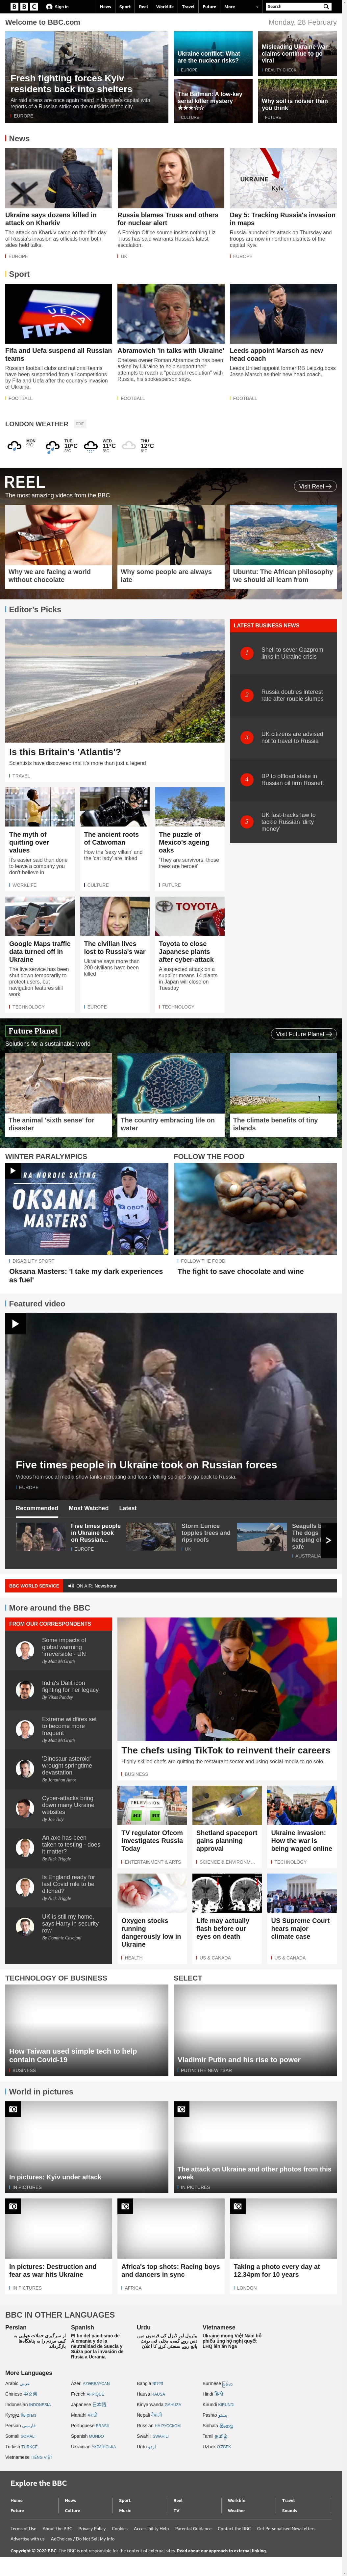 BBC
Sign in
News
Sport
Reel
Worklife
Travel
Future
More
Search
Welcome to BBC.com
Monday, 28 February
Fresh fighting forces Kyiv
residents back into shelters
Air raid sirens are once again heard in Ukraine's capital with
reports of a Russian strike on the outskirts of the city.
EUROPE
Ukraine conflict: What
are the nuclear risks?
EUROPE
Misleading Ukraine war
claims continue to go
viral
REALITY CHECK
The Batman: A low-key
serial killer mystery
★★★☆☆
CULTURE
Why soil is noisier than
you think
FUTURE
News
Ukraine says dozens killed in
attack on Kharkiv
The attack on Kharkiv came on the fifth day
of Russia's invasion as officials from both
sides held talks.
EUROPE
Russia blames Truss and others
for nuclear alert
A Foreign Office source insists nothing Liz
Truss has said warrants Russia's latest
escalation.
UK
UKRAINE
Kyiv
Day 5: Tracking Russia's invasion
in maps
Russia launched its attack on Thursday and
troops are now in northern districts of the
capital Kyiv.
EUROPE
Sport
FIFA
Fifa and Uefa suspend all Russian
teams
Russian football clubs and national teams
have been suspended from all competitions
by Fifa and Uefa after the country's invasion
of Ukraine.
FOOTBALL
Abramovich 'in talks with Ukraine'
Chelsea owner Roman Abramovich has been
asked by Ukraine to help support their
attempts to reach a "peaceful resolution" with
Russia, his spokesperson says.
FOOTBALL
Leeds appoint Marsch as new
head coach
Leeds United appoint former RB Leipzig boss
Jesse Marsch as their new head coach.
FOOTBALL
LONDON WEATHER
EDIT
MON
9°C
TUE
10°C
6°C
WED
11°C
8°C
THU
12°C
6°C
REEL
The most amazing videos from the BBC
Visit Reel
Why we are facing a world
without chocolate
Why some people are always
late
Ubuntu: The African philosophy
we should all learn from
Editor's Picks
Is this Britain's 'Atlantis'?
Scientists have discovered that it's more than just a legend
TRAVEL
LATEST BUSINESS NEWS
1
Shell to sever Gazprom
links in Ukraine crisis
2
Russia doubles interest
rate after rouble slumps
3
UK citizens are advised
not to travel to Russia
4
BP to offload stake in
Russian oil firm Rosneft
5
UK fast-tracks law to
tackle Russian 'dirty
money'
The myth of
quitting over
values
It's easier said than done
to leave a company you
don't believe in
WORKLIFE
The ancient roots
of Catwoman
How the 'sexy villain' and
the 'cat lady' are linked
CULTURE
The puzzle of
Mexico's ageing
oaks
'They are survivors, those
trees are heroes'
FUTURE
Google Maps traffic
data turned off in
Ukraine
The live service has been
shut down temporarily to
protect users, but
navigation features still
work
TECHNOLOGY
The civilian lives
lost to Russia's war
Ukraine says more than
200 civilians have been
killed
EUROPE
TOYOTA
Toyota to close
Japanese plants
after cyber-attack
A suspected attack on a
supplier means 14 plants
in Japan will close on
Tuesday
TECHNOLOGY
Future Planet
Solutions for a sustainable world
Visit Future Planet
The animal 'sixth sense' for
disaster
The country embracing life on
water
The climate benefits of tiny
islands
WINTER PARALYMPICS
OKSANA
MASTERS
DISABILITY SPORT
Oksana Masters: 'I take my dark experiences
as fuel'
FOLLOW THE FOOD
FOLLOW THE FOOD
The fight to save chocolate and wine
Featured video
Five times people in Ukraine took on Russian forces
Videos from social media show tanks retreating and locals telling soldiers to go back to Russia.
EUROPE
Recommended
Most Watched
Latest
Five times people
in Ukraine took
on Russian...
EUROPE
Storm Eunice
topples trees and
rips roofs
UK
Seagulls b
The dogs
keeping c
safe
AUSTRALIA
BBC WORLD SERVICE
ON AIR: Newshour
More around the BBC
FROM OUR CORRESPONDENTS
Some impacts of
global warming
'irreversible'- UN
By Matt McGrath
India's Dalit icon
fighting for her legacy
By Vikas Pandey
Extreme wildfires set
to become more
frequent
By Matt McGrath
'Dinosaur asteroid'
wrought springtime
devastation
By Jonathan Amos
Cyber-attacks bring
down many Ukraine
websites
By Joe Tidy
An axe has been
taken to testing - does
it matter?
By Nick Triggle
Is England ready for
last Covid rule to be
ditched?
By Nick Triggle
UK is still my home,
says Harry in security
row
By Dominic Casciani
The chefs using TikTok to reinvent their careers
Highly-skilled chefs are quitting the restaurant sector and using social media to go solo.
BUSINESS
TV regulator Ofcom
investigates Russia
Today
ENTERTAINMENT & ARTS
Shetland spaceport
gains planning
approval
SCIENCE & ENVIRONM...
Ukraine invasion:
How the war is
being waged online
TECHNOLOGY
Oxygen stocks
running
dangerously low in
Ukraine
HEALTH
Life may actually
flash before our
eyes on death
US & CANADA
US Supreme Court
hears major
climate case
US & CANADA
TECHNOLOGY OF BUSINESS
How Taiwan used simple tech to help
contain Covid-19
BUSINESS
SELECT
Vladimir Putin and his rise to power
PUTIN: THE NEW TSAR
World in pictures
In pictures: Kyiv under attack
IN PICTURES
The attack on Ukraine and other photos from this
week
IN PICTURES
In pictures: Destruction and
fear as war hits Ukraine
IN PICTURES
Africa's top shots: Racing boys
and dancers in sync
AFRICA
Taking a photo every day at
12.34pm for 10 years
LONDON
BBC IN OTHER LANGUAGES
Persian
Spanish
El fin del pacifismo de
Alemania y de la
neutralidad de Suecia y
Suiza por la invasión de
Rusia a Ucrania
Urdu
Vietnamese
Ukraine mong Việt Nam bỏ
phiếu ủng hộ nghị quyết
LHQ lên án Nga
More Languages
Arabic عربي
Azeri AZƏRBAYCAN
Bangla বাংলা
Burmese
Chinese 中文网
French AFRIQUE
Hausa HAUSA
Hindi हिन्दी
Indonesian INDONESIA
Japanese 日本語
Kinyarwanda GAHUZA
Kirundi KIRUNDI
Kyrgyz Кыргыз
Marathi मराठी
Nepali नेपाली
Pashto پښتو
Persian فارسی
Portuguese BRASIL
Russian НА РУССКОМ
Sinhala සිංහල
Somali SOMALI
Spanish MUNDO
Swahili SWAHILI
Tamil தமிழ்
Turkish TÜRKÇE
Ukrainian УКРАЇНСЬКА
Urdu اردو
Uzbek O'ZBEK
Vietnamese TIẾNG VIỆT
Explore the BBC
Home
News
Sport
Reel
Worklife
Travel
Future
Culture
Music
TV
Weather
Sounds
Terms of Use
About the BBC
Privacy Policy
Cookies
Accessibility Help
Parental Guidance
Contact the BBC
Get Personalised Newsletters
Advertise with us
AdChoices / Do Not Sell My Info
Copyright © 2022 BBC. The BBC is not responsible for the content of external sites. Read about our approach to external linking.